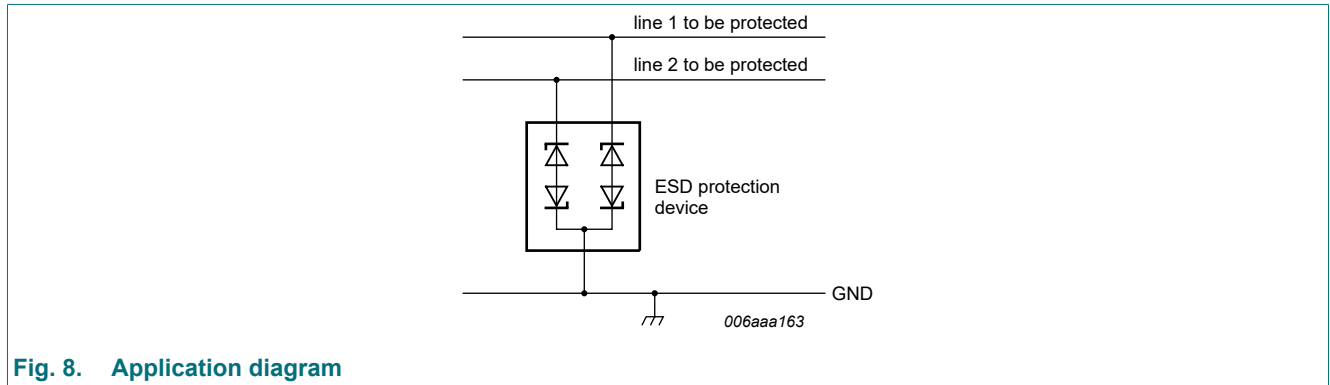 line 1 to be protected
line 2 to be protected
ESD protection
device
GND
006aaa163
Fig. 8. Application diagram